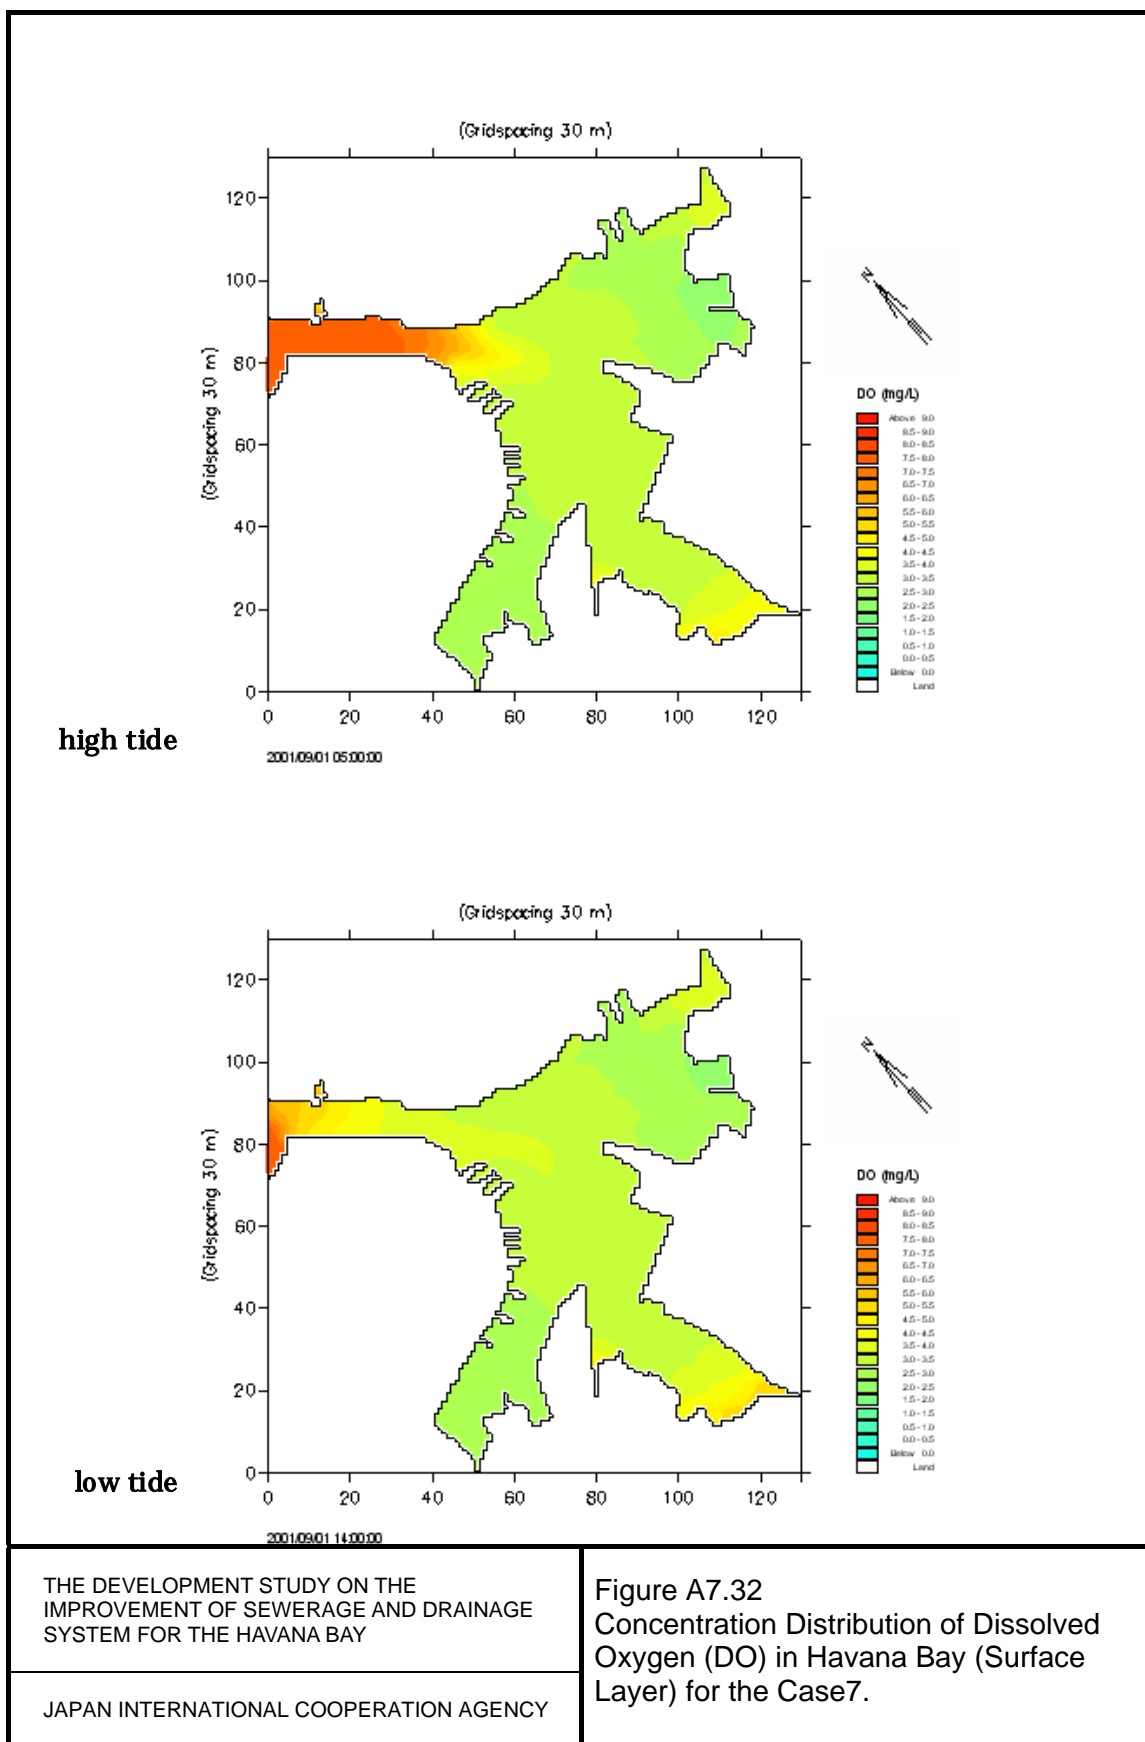 (Gridspacing 30 m)
(Gridspacing 30 m)
120
100
80
60
40
20
0
0 20 40 60 80 100 120
2001/09/01 05:00:00
high tide
N
DO (mg/L)
Above 9.0
8.5 - 9.0
8.0 - 8.5
7.5 - 8.0
7.0 - 7.5
6.5 - 7.0
6.0 - 6.5
5.5 - 6.0
5.0 - 5.5
4.5 - 5.0
4.0 - 4.5
3.5 - 4.0
3.0 - 3.5
2.5 - 3.0
2.0 - 2.5
1.5 - 2.0
1.0 - 1.5
0.5 - 1.0
0.0 - 0.5
Below 0.0
Land
(Gridspacing 30 m)
(Gridspacing 30 m)
120
100
80
60
40
20
0
0 20 40 60 80 100 120
2001/09/01 14:00:00
low tide
N
DO (mg/L)
Above 9.0
8.5 - 9.0
8.0 - 8.5
7.5 - 8.0
7.0 - 7.5
6.5 - 7.0
6.0 - 6.5
5.5 - 6.0
5.0 - 5.5
4.5 - 5.0
4.0 - 4.5
3.5 - 4.0
3.0 - 3.5
2.5 - 3.0
2.0 - 2.5
1.5 - 2.0
1.0 - 1.5
0.5 - 1.0
0.0 - 0.5
Below 0.0
Land
THE DEVELOPMENT STUDY ON THE
IMPROVEMENT OF SEWERAGE AND DRAINAGE
SYSTEM FOR THE HAVANA BAY
JAPAN INTERNATIONAL COOPERATION AGENCY
Figure A7.32
Concentration Distribution of Dissolved
Oxygen (DO) in Havana Bay (Surface
Layer) for the Case7.